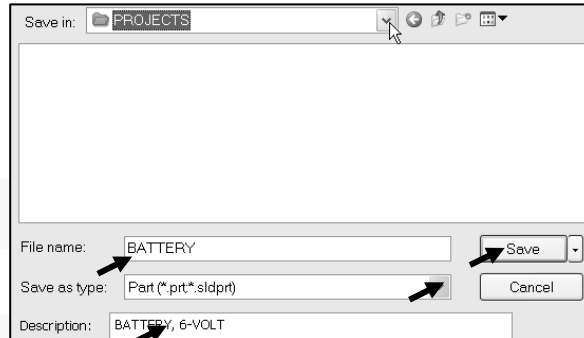 Save in: PROJECTS
File name: BATTERY Save
Save as type: Part (*.prt;*.sldprt) Cancel
Description: BATTERY, 6-VOLT